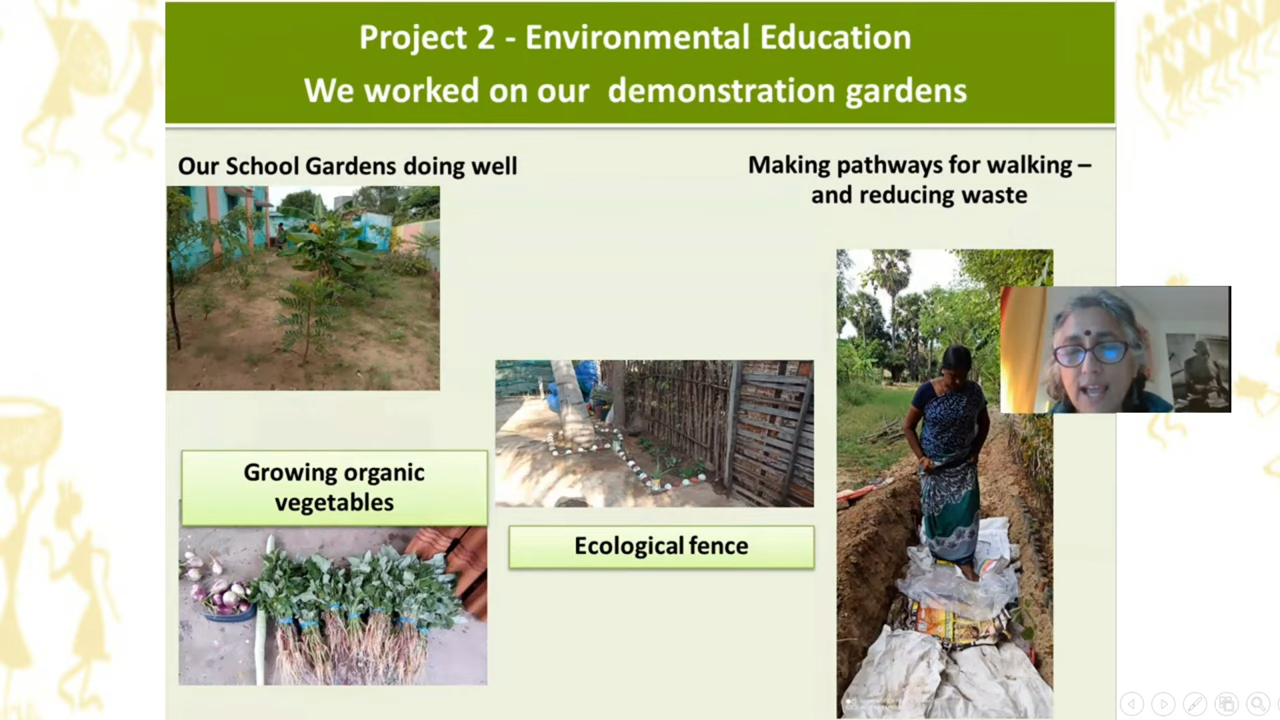 Project 2 - Environmental Education
We worked on our demonstration gardens
Our School Gardens doing well
Making pathways for walking –
and reducing waste
Growing organic
vegetables
Ecological fence